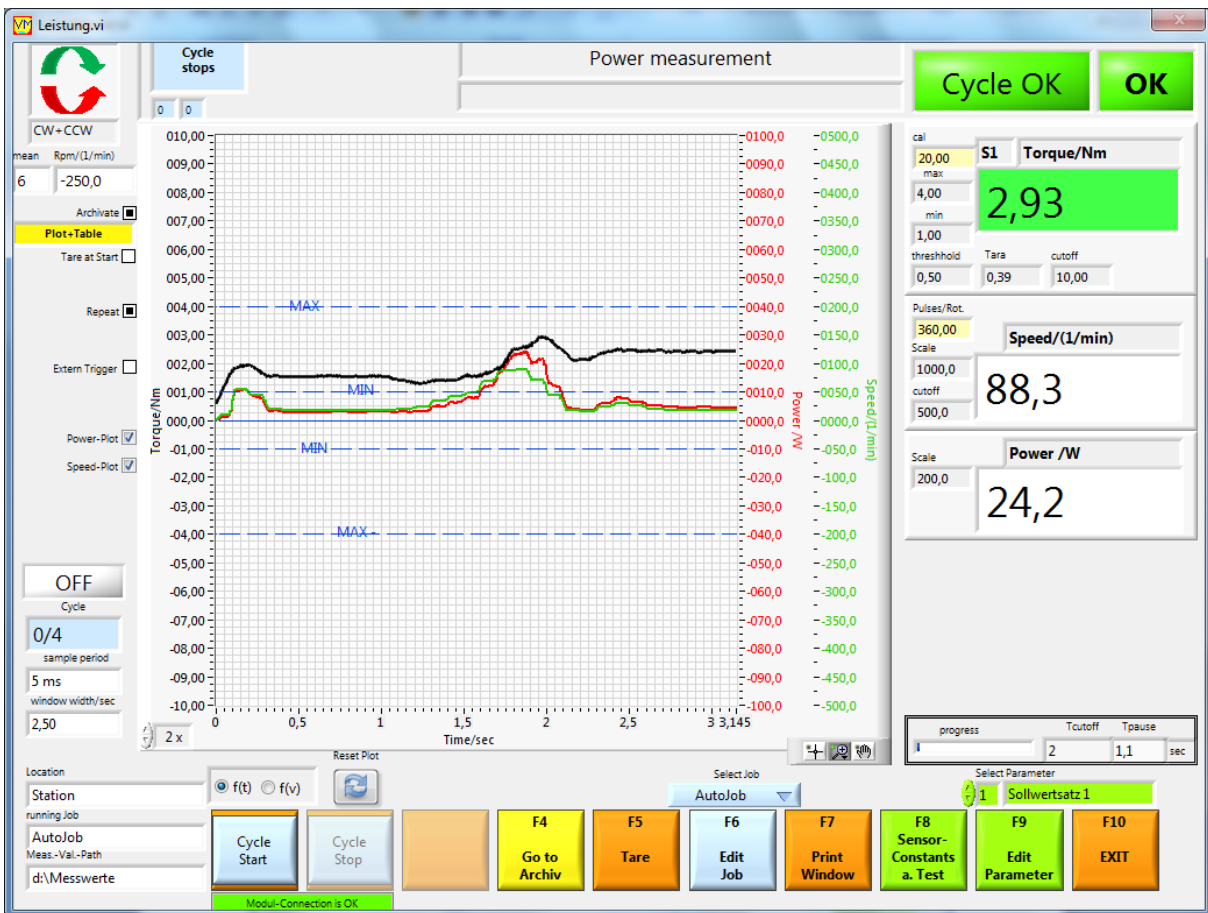 VM Leistung.vi
x
Cycle
stops
0 0
Power measurement
Cycle OK
OK
CW+CCW
mean Rpm/(1/min)
6 -250,0
Archivate
Plot+Table
Tare at Start
Repeat
Extern Trigger
Power-Plot
Speed-Plot
OFF
Cycle
0/4
sample period
5 ms
window width/sec
2,50
010,00
009,00
008,00
007,00
006,00
005,00
004,00
003,00
002,00
001,00
000,00
-01,00
-02,00
-03,00
-04,00
-05,00
-06,00
-07,00
-08,00
-09,00
-10,00
Torque/Nm
MAX
MIN
MIN
MAX -
0100,0
0090,0
0080,0
0070,0
0060,0
0050,0
0040,0
0030,0
0020,0
0010,0
0000,0
-010,0
-020,0
-030,0
-040,0
-050,0
-060,0
-070,0
-080,0
-090,0
-100,0
Power /W
0500,0
0450,0
0400,0
0350,0
0300,0
0250,0
0200,0
0150,0
0100,0
0050,0
0000,0
-050,0
-100,0
-150,0
-200,0
-250,0
-300,0
-350,0
-400,0
-450,0
-500,0
Speed/(1/min)
0 0,5 1 1,5 2 2,5 3 3,145
Time/sec
2 x
cal
20,00
S1 Torque/Nm
max
4,00
2,93
min
1,00
threshhold Tara cutoff
0,50 0,39 10,00
Pulses/Rot.
360,00
Speed/(1/min)
Scale
1000,0
88,3
cutoff
500,0
Power /W
Scale
200,0
24,2
progress Tcutoff Tpause
2 1,1 sec
Reset Plot
f(t) f(v)
Select Job
AutoJob
Select Parameter
1 Sollwertsatz 1
Location
Station
running Job
AutoJob
Meas.-Val.-Path
d:\Messwerte
Cycle
Start
Cycle
Stop
F4
Go to
Archiv
F5
Tare
F6
Edit
Job
F7
Print
Window
F8
Sensor-
Constants
a. Test
F9
Edit
Parameter
F10
EXIT
Modul-Connection is OK